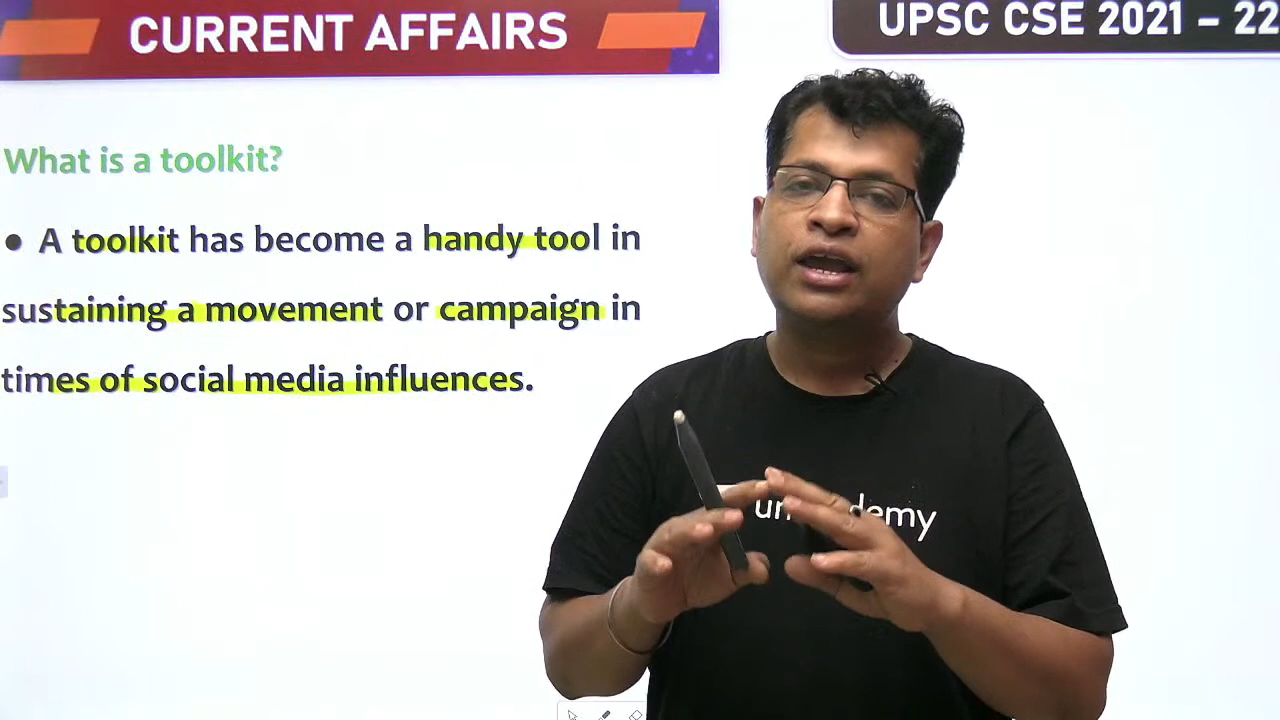 CURRENT AFFAIRS
UPSC CSE 2021 – 22
What is a toolkit?
● A toolkit has become a handy tool in
sustaining a movement or campaign in
times of social media influences.